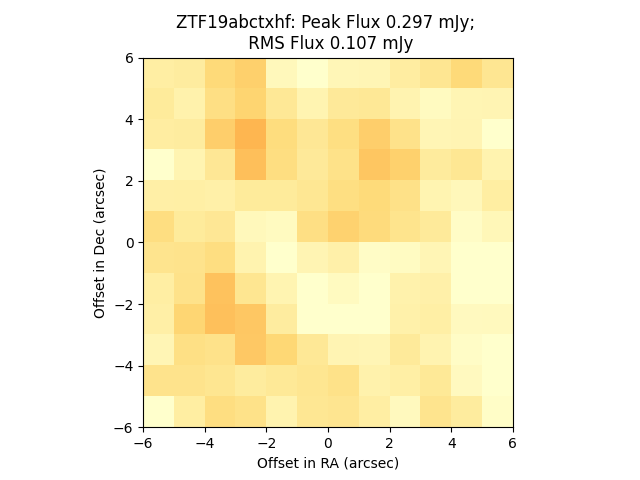 ZTF19abctxhf: Peak Flux 0.297 mJy;
RMS Flux 0.107 mJy
6
4
2
0
−2
−4
−6
Offset in Dec (arcsec)
−6 −4 −2 0 2 4 6
Offset in RA (arcsec)